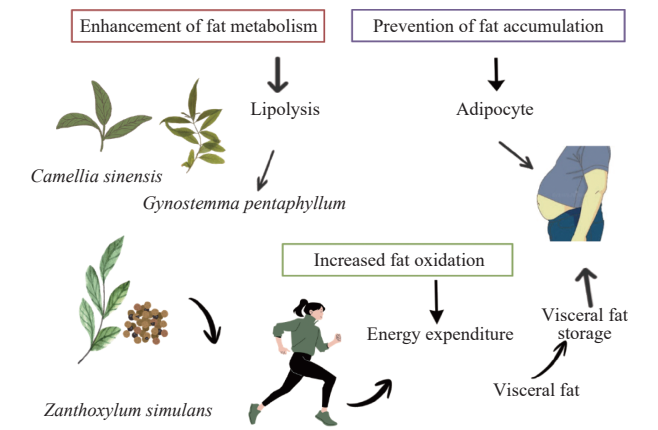 Enhancement of fat metabolism
Prevention of fat accumulation
Lipolysis
Adipocyte
Camellia sinensis
Gynostemma pentaphyllum
Increased fat oxidation
Energy expenditure
Visceral fat
storage
Visceral fat
Zanthoxylum simulans